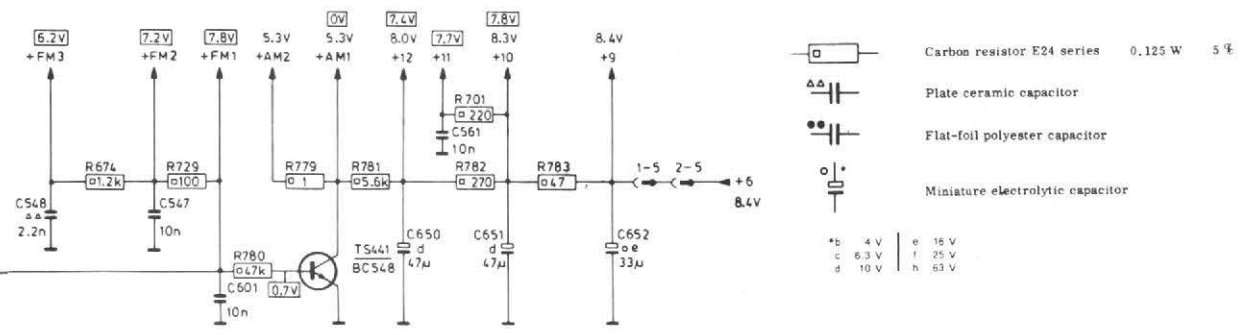 0V 7.4V 7.8V
6.2V 7.2V 7.8V 5.3V 5.3V 8.0V 7.7V 8.3V 8.4V
+FM3 +FM2 +FM1 +AM2 +AM1 +12 +11 +10 +9
R701
220
C561
10n
R674 R729 R779 R781 R782 R783 1-5 2-5
1.2k 100 1 5.6k 270 47 +6
8.4V
C548
2.2n
C547
10n
R780
47k
0,7V
C601
10n
TS441
BC548
C650
d
47µ
C651
d
47µ
C652
e
33µ
Carbon resistor E24 series 0.125 W 5 %
Plate ceramic capacitor
Flat-foil polyester capacitor
Miniature electrolytic capacitor
*b 4 V e 16 V
c 6.3 V f 25 V
d 10 V h 63 V